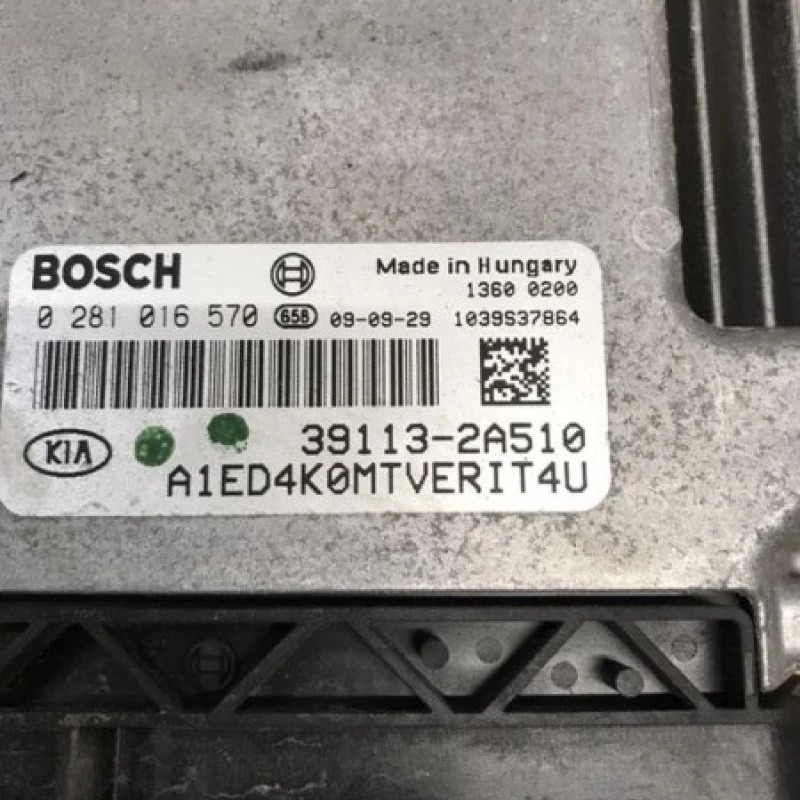 BOSCH
Made in Hungary
1360 0200
0 281 016 570 658 09-09-29 1039S37864
KIA
39113-2A510
A1ED4K0MTVERIT4U